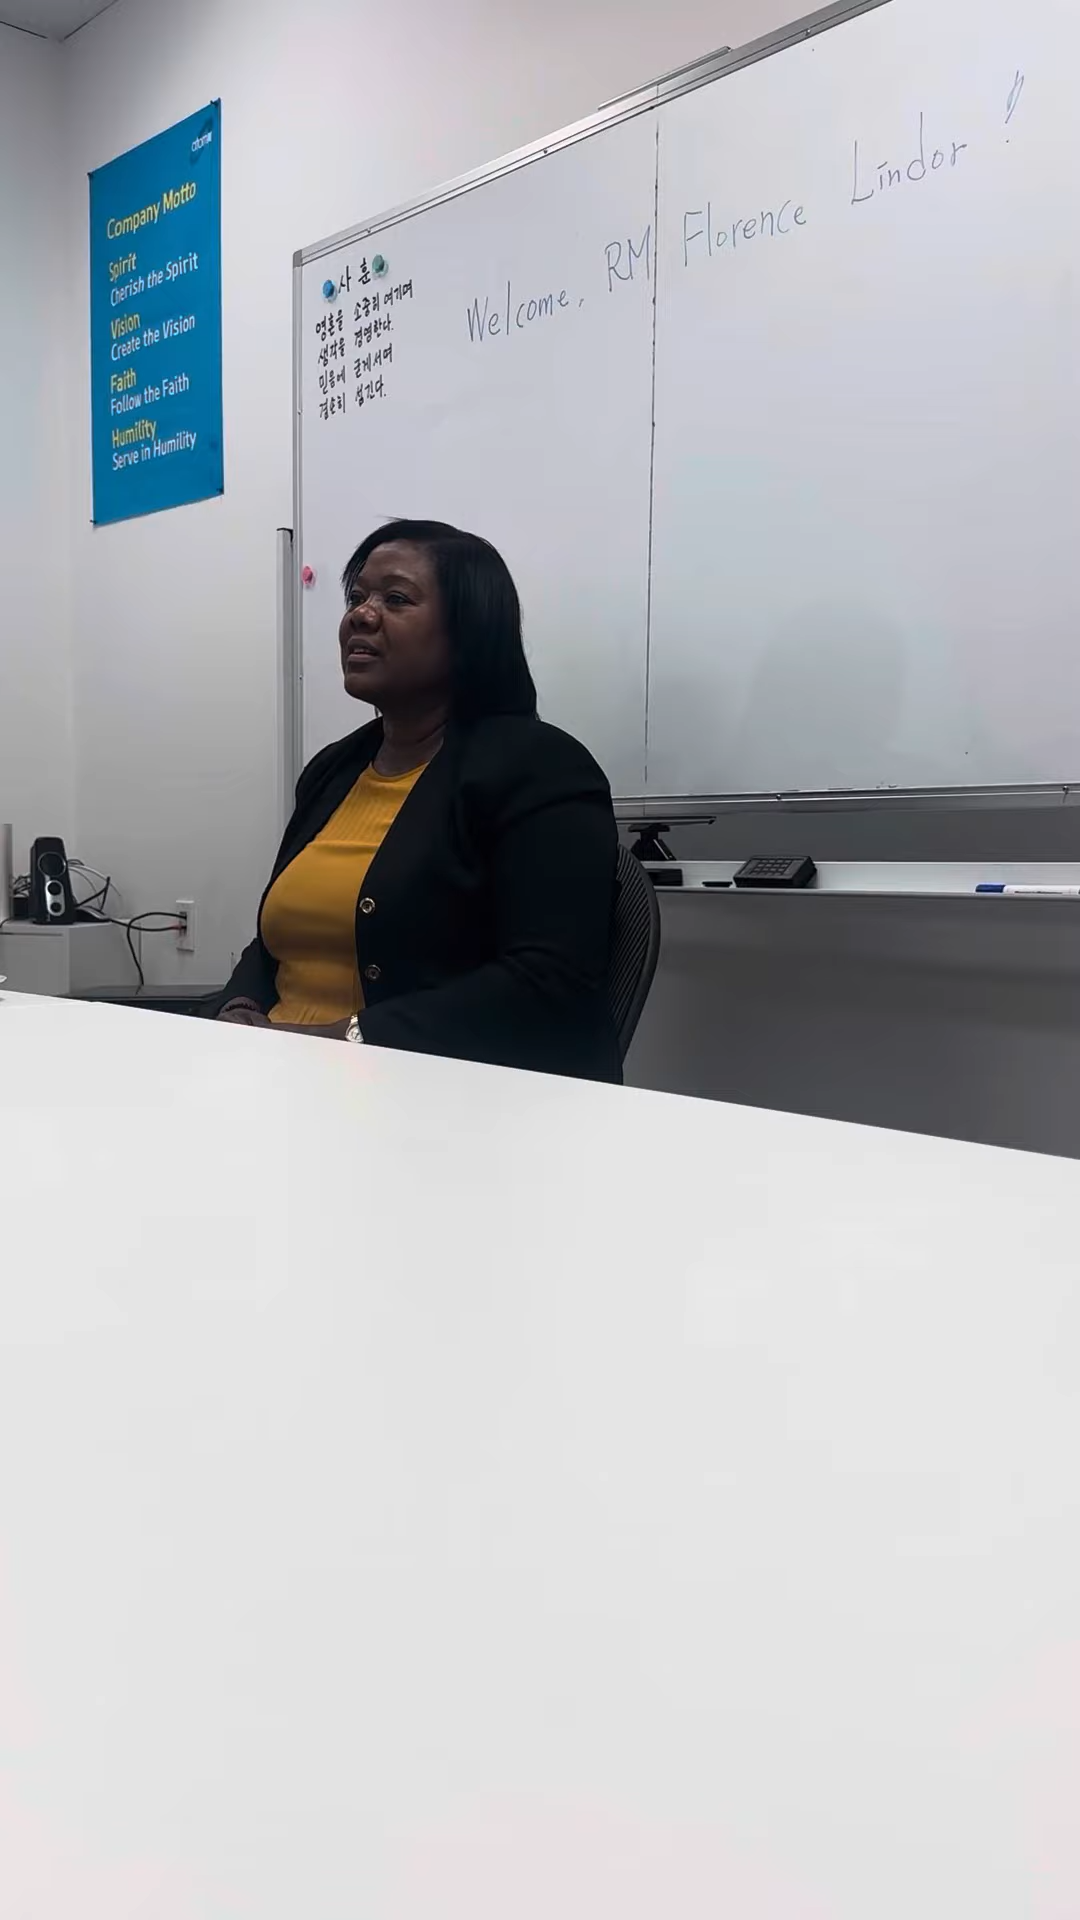 atomy
Company Motto
Spirit
Cherish the Spirit
Vision
Create the Vision
Faith
Follow the Faith
Humility
Serve in Humility
사 훈
영혼을 소중히 여기며
생각을 경영한다.
믿음에 굳게 서며
겸손히 섬긴다.
Welcome, RM Florence Lindor !